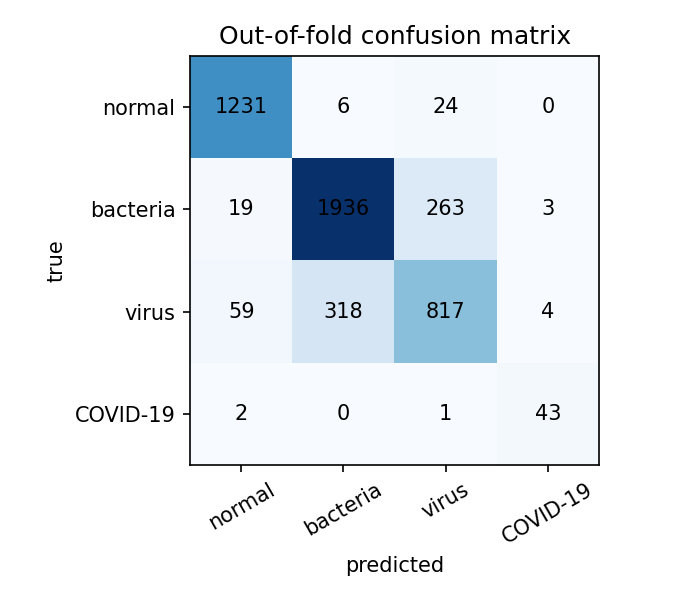 Out-of-fold confusion matrix
normal 1231 6 24 0
bacteria 19 1936 263 3
true
virus 59 318 817 4
COVID-19 2 0 1 43
normal bacteria virus COVID-19
predicted